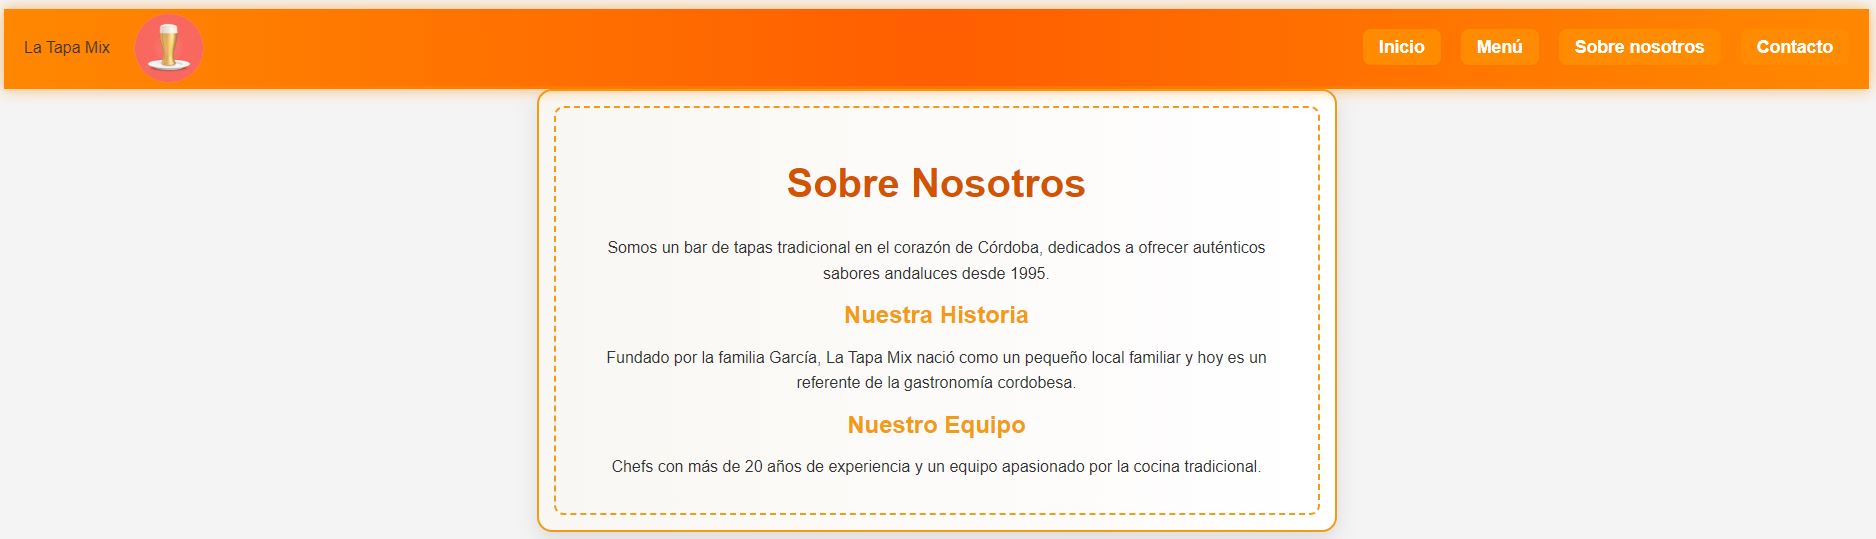 La Tapa Mix
Inicio
Menú
Sobre nosotros
Contacto
Sobre Nosotros
Somos un bar de tapas tradicional en el corazón de Córdoba, dedicados a ofrecer auténticos
sabores andaluces desde 1995.
Nuestra Historia
Fundado por la familia García, La Tapa Mix nació como un pequeño local familiar y hoy es un
referente de la gastronomía cordobesa.
Nuestro Equipo
Chefs con más de 20 años de experiencia y un equipo apasionado por la cocina tradicional.